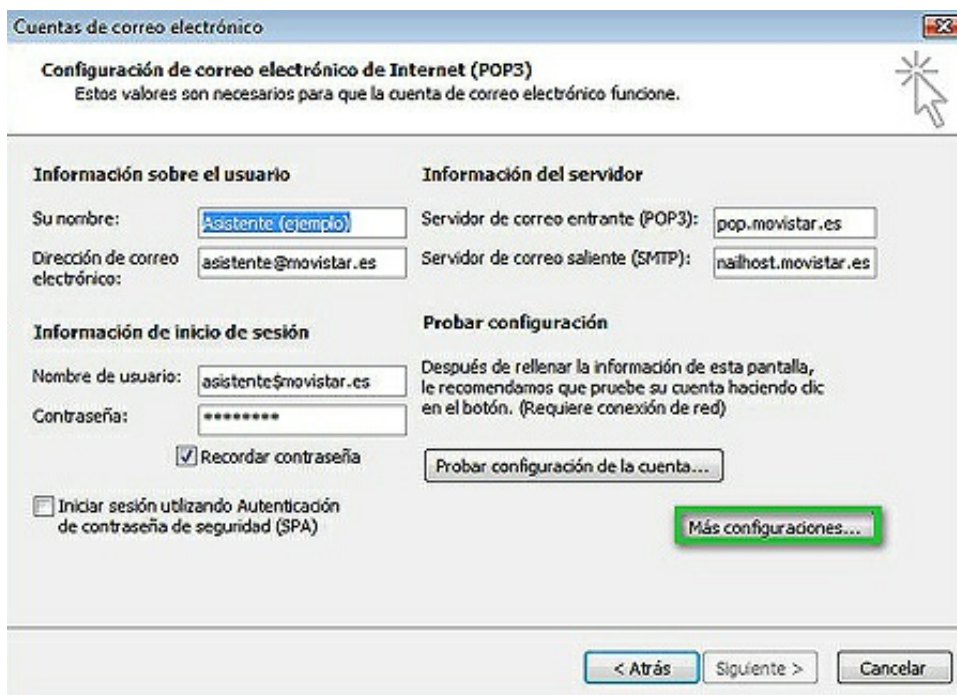 Cuentas de correo electrónico
Configuración de correo electrónico de Internet (POP3)
Estos valores son necesarios para que la cuenta de correo electrónico funcione.
Información sobre el usuario
Su nombre: Asistente (ejemplo)
Dirección de correo
electrónico: asistente@movistar.es
Información de inicio de sesión
Nombre de usuario: asistente$movistar.es
Contraseña: ********
Recordar contraseña
Iniciar sesión utilizando Autenticación
de contraseña de seguridad (SPA)
Información del servidor
Servidor de correo entrante (POP3): pop.movistar.es
Servidor de correo saliente (SMTP): nailhost.movistar.es
Probar configuración
Después de rellenar la información de esta pantalla,
le recomendamos que pruebe su cuenta haciendo clic
en el botón. (Requiere conexión de red)
Probar configuración de la cuenta...
Más configuraciones...
< Atrás
Siguiente >
Cancelar